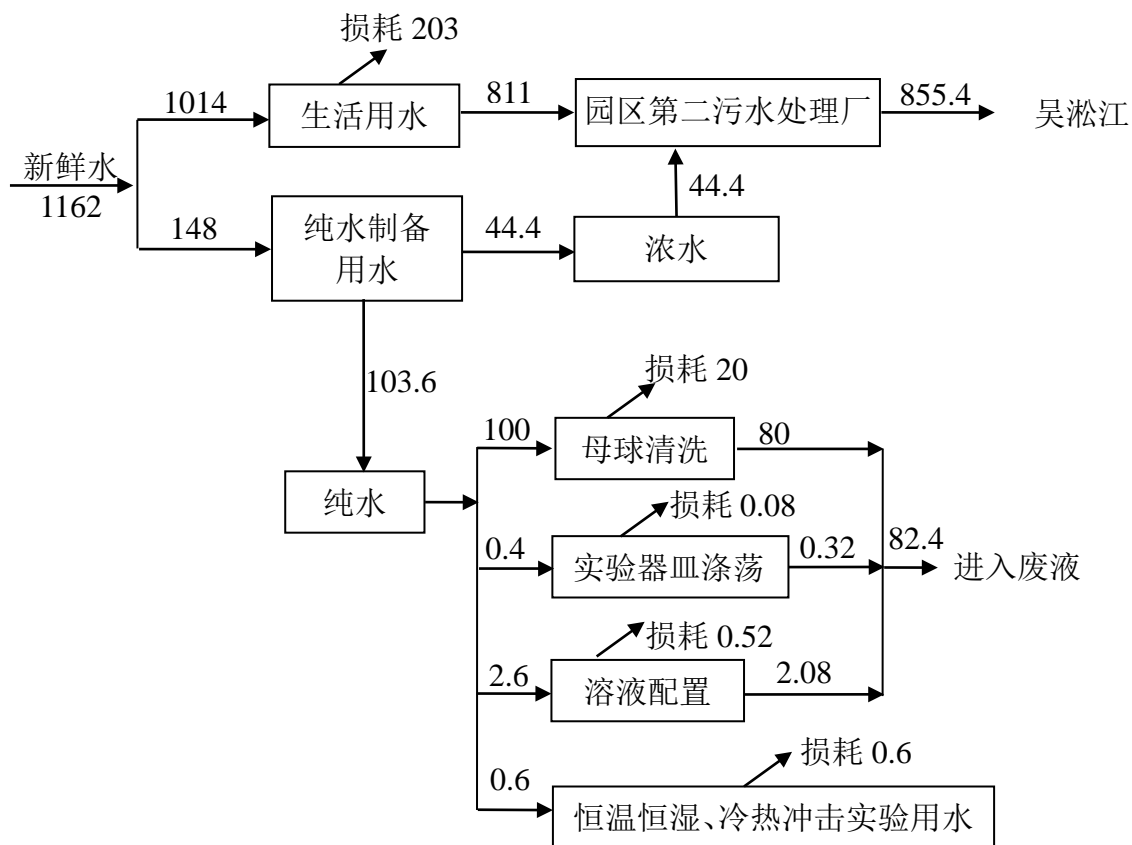 损耗 203
1014
生活用水
811
园区第二污水处理厂
855.4
吴淞江
新鲜水
1162
44.4
148
纯水制备
用水
44.4
浓水
103.6
损耗 20
100
母球清洗
80
纯水
损耗 0.08
0.4
实验器皿涤荡
0.32
82.4
进入废液
损耗 0.52
2.6
溶液配置
2.08
损耗 0.6
0.6
恒温恒湿、冷热冲击实验用水